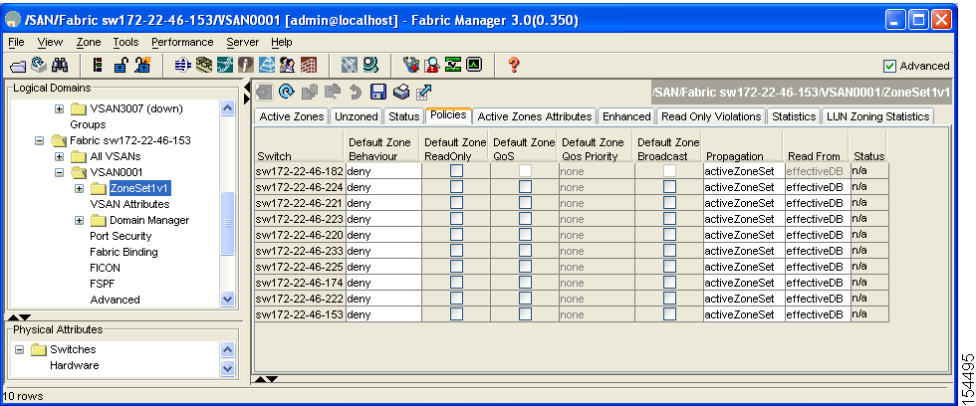 /SAN/Fabric sw172-22-46-153/VSAN0001 [admin@localhost] - Fabric Manager 3.0(0.350)
File View Zone Tools Performance Server Help
Advanced
Logical Domains
VSAN3007 (down)
Groups
Fabric sw172-22-46-153
All VSANs
VSAN0001
ZoneSet1v1
VSAN Attributes
Domain Manager
Port Security
Fabric Binding
FICON
FSPF
Advanced
Physical Attributes
Switches
Hardware
/SAN/Fabric sw172-22-46-153/VSAN0001/ZoneSet1v1
Active Zones Unzoned Status Policies Active Zones Attributes Enhanced Read Only Violations Statistics LUN Zoning Statistics
Default Zone Default Zone Default Zone Default Zone Default Zone
Switch Behaviour ReadOnly QoS Qos Priority Broadcast Propagation Read From Status
sw172-22-46-182 deny none activeZoneSet effectiveDB n/a
sw172-22-46-224 deny none activeZoneSet effectiveDB n/a
sw172-22-46-221 deny none activeZoneSet effectiveDB n/a
sw172-22-46-223 deny none activeZoneSet effectiveDB n/a
sw172-22-46-220 deny none activeZoneSet effectiveDB n/a
sw172-22-46-233 deny none activeZoneSet effectiveDB n/a
sw172-22-46-225 deny none activeZoneSet effectiveDB n/a
sw172-22-46-174 deny none activeZoneSet effectiveDB n/a
sw172-22-46-222 deny none activeZoneSet effectiveDB n/a
sw172-22-46-153 deny none activeZoneSet effectiveDB n/a
10 rows
154495